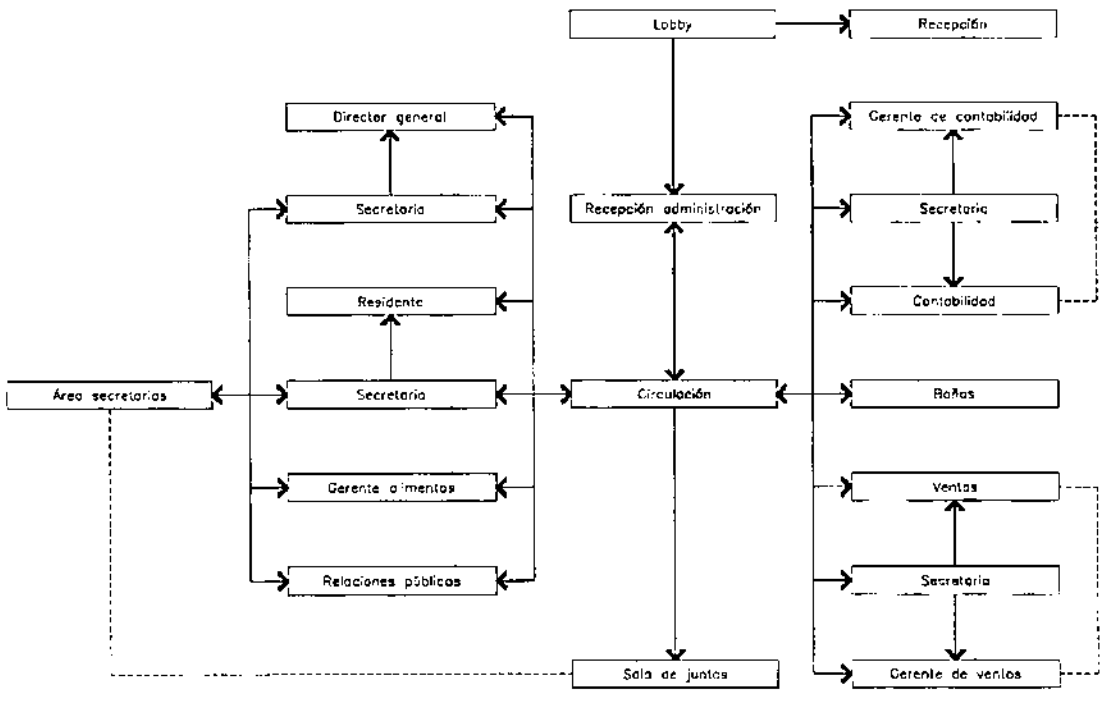 Lobby
Recepción
Director general
Gerente de contabilidad
Secretaria
Recepción administración
Secretaria
Residente
Contabilidad
Área secretarias
Secretaria
Circulación
Baños
Gerente alimentos
Ventas
Relaciones públicas
Secretaria
Sala de juntas
Gerente de ventas